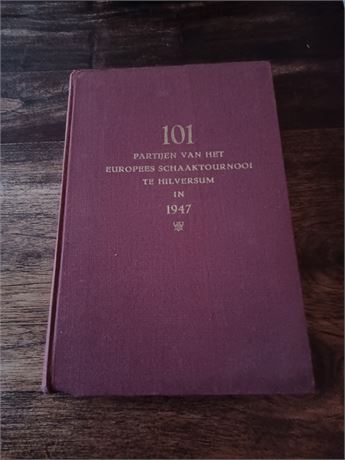 101
PARTIJEN VAN HET
EUROPEES SCHAAKTOURNOOI
TE HILVERSUM
IN
1947